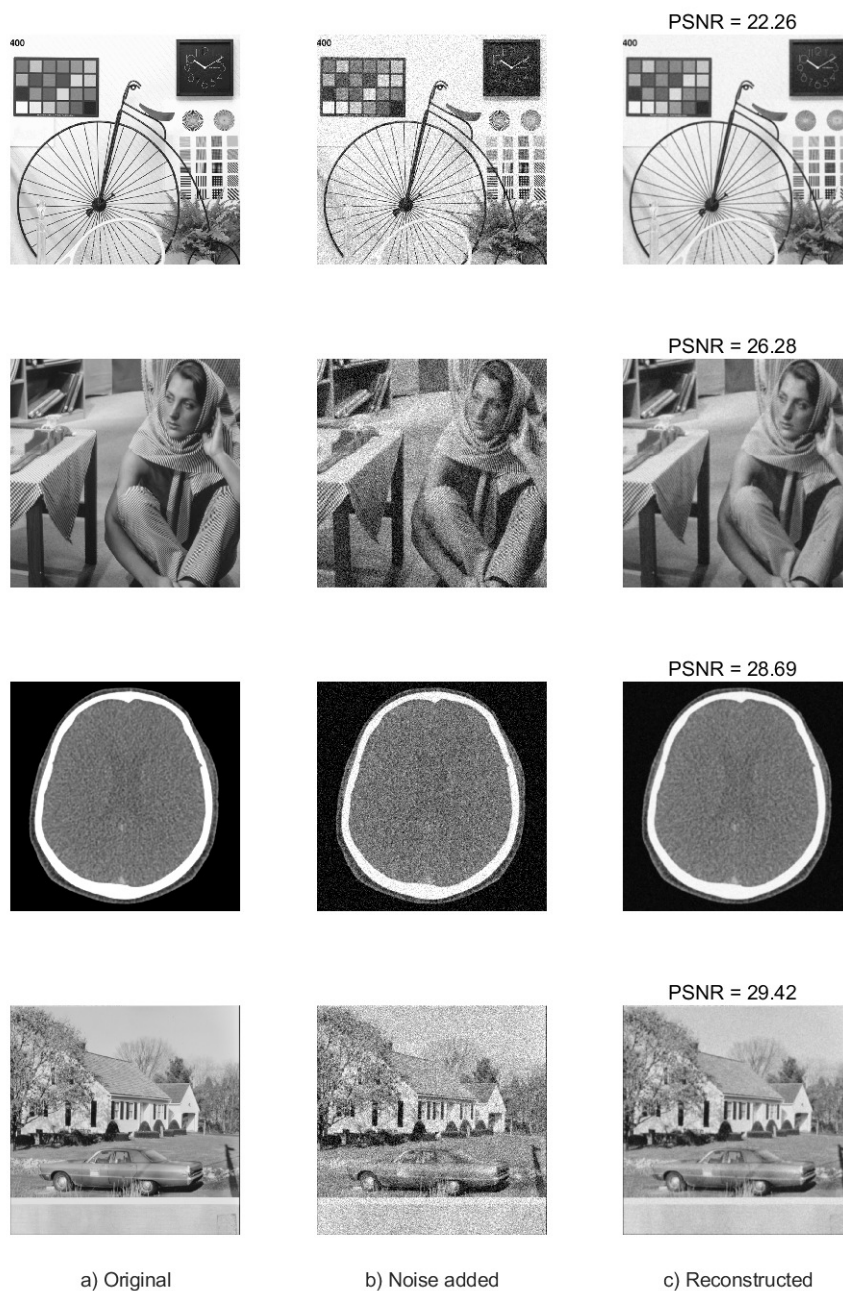 PSNR = 22.26
400
400
400
PSNR = 26.28
PSNR = 28.69
PSNR = 29.42
a) Original
b) Noise added
c) Reconstructed